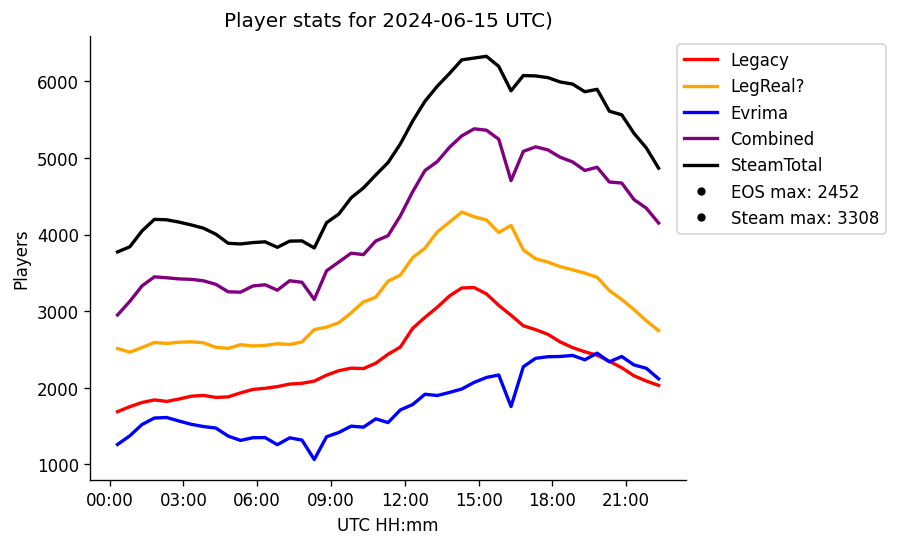 Player stats for 2024-06-15 UTC)
Players
6000
5000
4000
3000
2000
1000
00:00 03:00 06:00 09:00 12:00 15:00 18:00 21:00
UTC HH:mm
Legacy
LegReal?
Evrima
Combined
SteamTotal
EOS max: 2452
Steam max: 3308